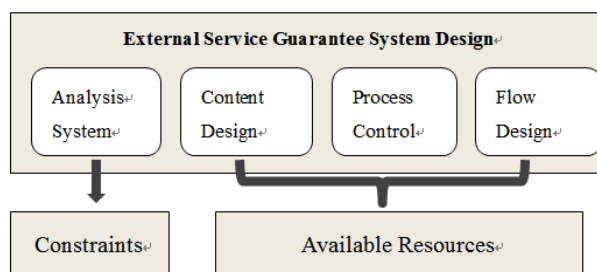 External Service Guarantee System Design
Analysis
System
Content
Design
Process
Control
Flow
Design
Constraints
Available Resources